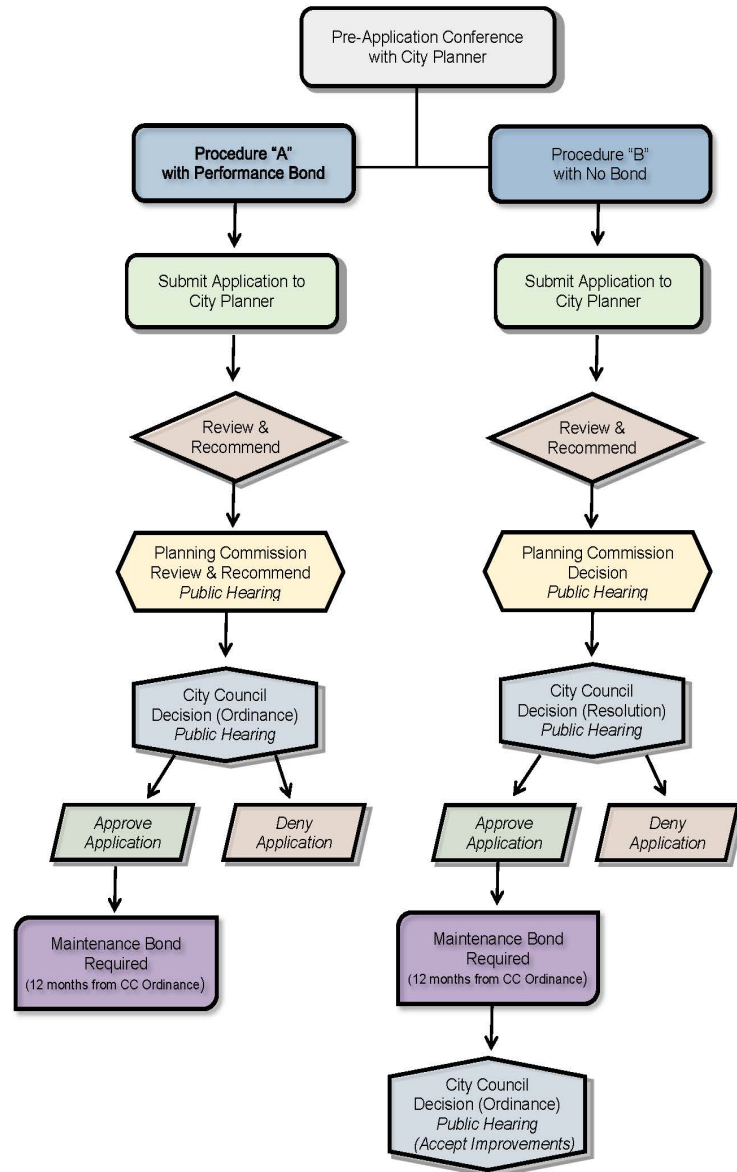 Pre-Application Conference
with City Planner
Procedure "A"
with Performance Bond
Procedure "B"
with No Bond
Submit Application to
City Planner
Submit Application to
City Planner
Review &
Recommend
Review &
Recommend
Planning Commission
Review & Recommend
Public Hearing
Planning Commission
Decision
Public Hearing
City Council
Decision (Ordinance)
Public Hearing
City Council
Decision (Resolution)
Public Hearing
Approve
Application
Deny
Application
Approve
Application
Deny
Application
Maintenance Bond
Required
(12 months from CC Ordinance)
Maintenance Bond
Required
(12 months from CC Ordinance)
City Council
Decision (Ordinance)
Public Hearing
(Accept Improvements)